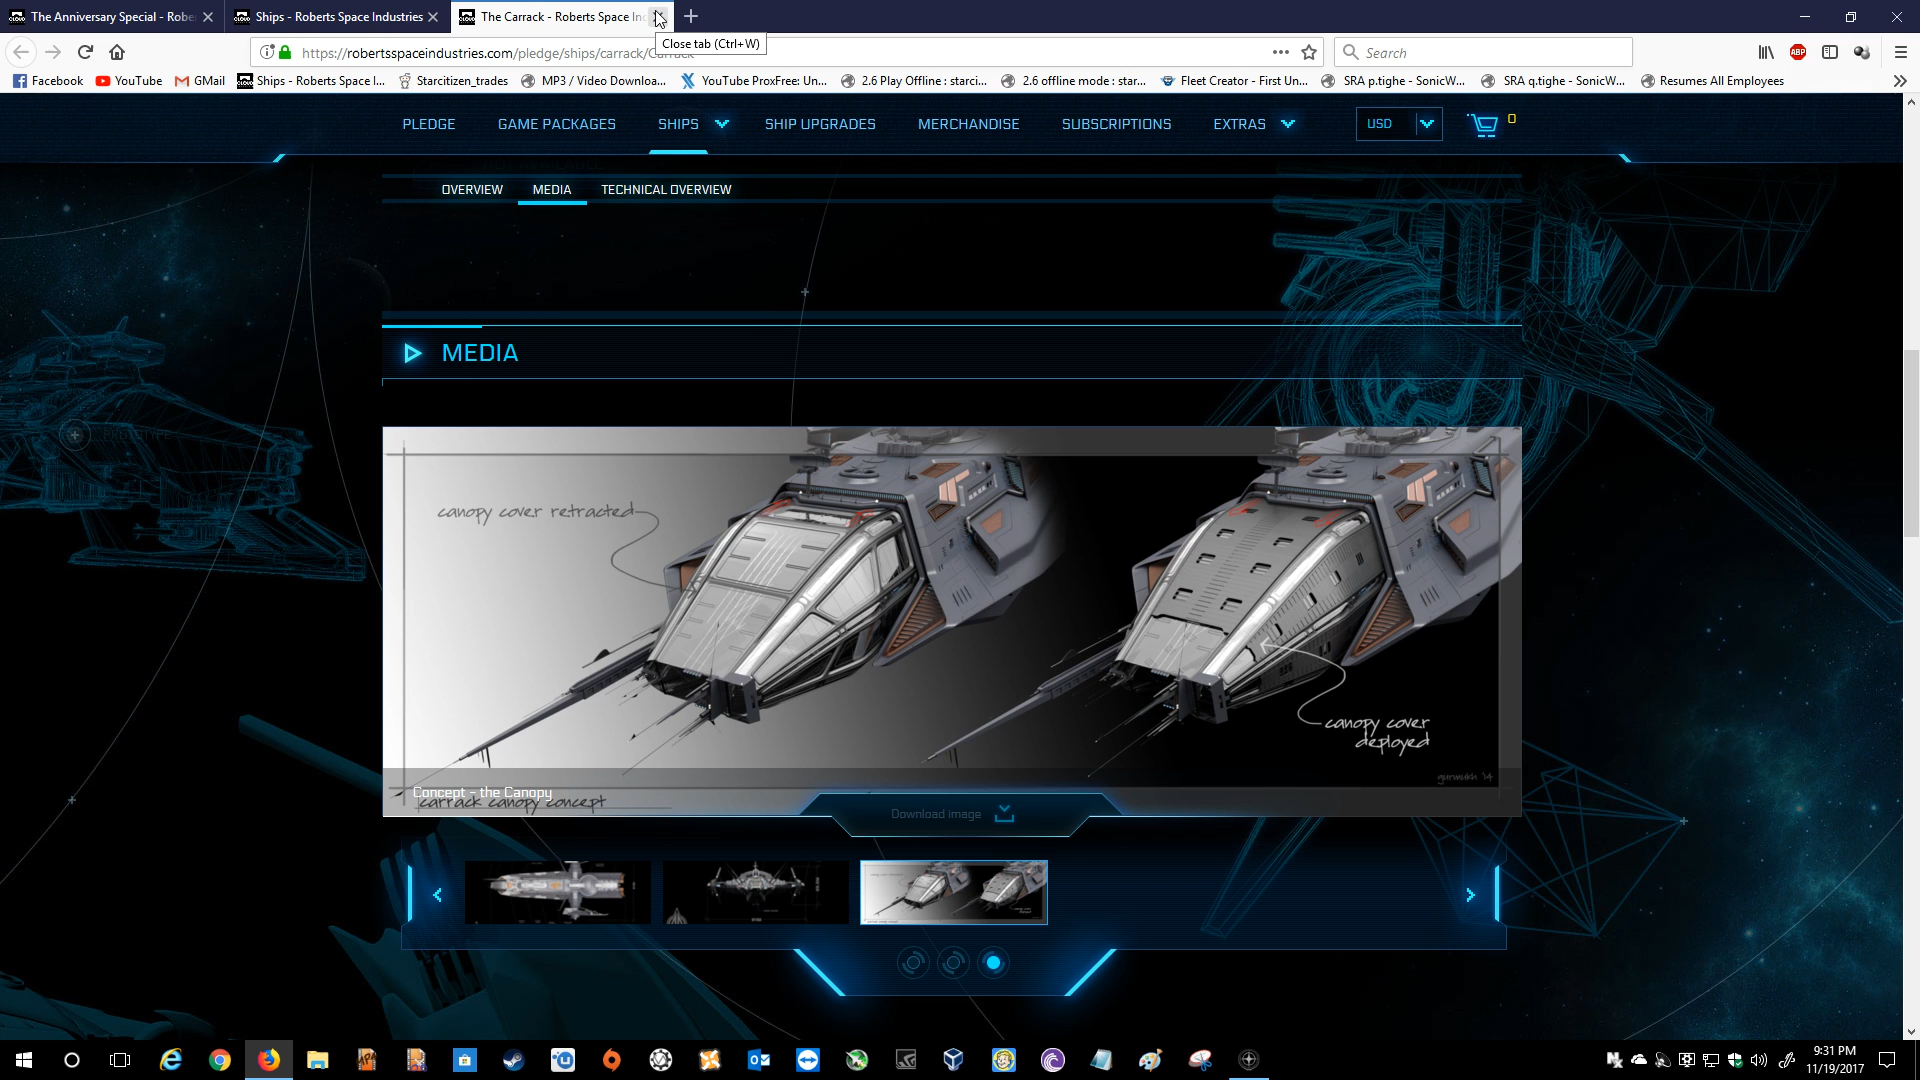 The Anniversary Special - Robe
Ships - Roberts Space Industries
The Carrack - Roberts Space In
Close tab (Ctrl+W)
https://robertsspaceindustries.com/pledge/ships/carrack/Carrack
Search
Facebook
YouTube
GMail
Ships - Roberts Space I...
Starcitizen_trades
MP3 / Video Downloa...
YouTube ProxFree: Un...
2.6 Play Offline : starci...
2.6 offline mode : star...
Fleet Creator - First Un...
SRA p.tighe - SonicW...
SRA q.tighe - SonicW...
Resumes All Employees
PLEDGE
GAME PACKAGES
SHIPS
SHIP UPGRADES
MERCHANDISE
SUBSCRIPTIONS
EXTRAS
USD
0
OVERVIEW
MEDIA
TECHNICAL OVERVIEW
MEDIA
canopy cover retracted
canopy cover
deployed
Concept - the Canopy
carrack canopy concept
Download image
9:31 PM
11/19/2017